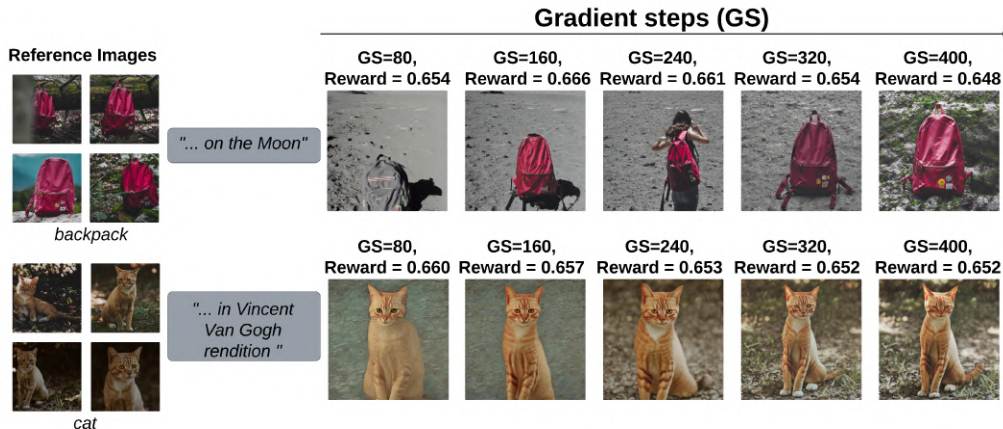 Gradient steps (GS)
Reference Images
GS=80,
Reward = 0.654
GS=160,
Reward = 0.666
GS=240,
Reward = 0.661
GS=320,
Reward = 0.654
GS=400,
Reward = 0.648
"... on the Moon"
backpack
GS=80,
Reward = 0.660
GS=160,
Reward = 0.657
GS=240,
Reward = 0.653
GS=320,
Reward = 0.652
GS=400,
Reward = 0.652
"... in Vincent
Van Gogh
rendition "
cat